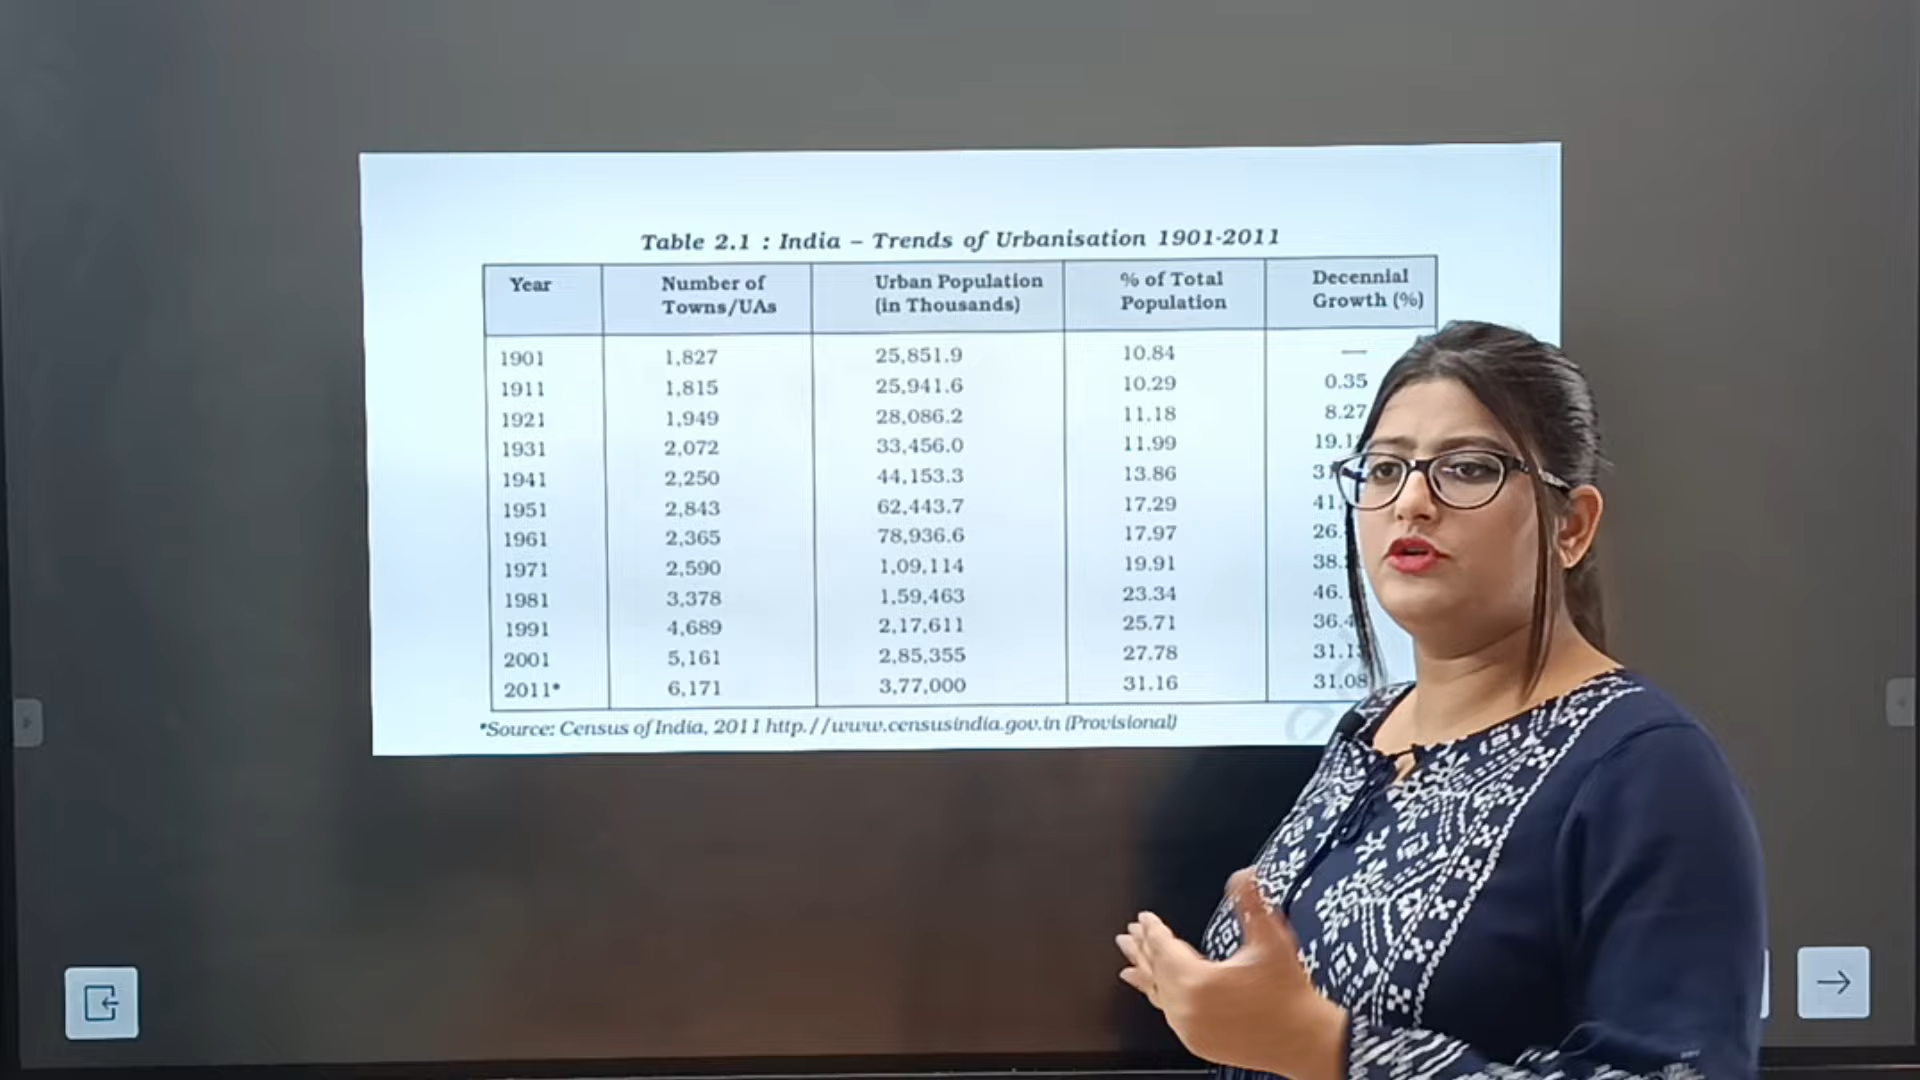 Table 2.1 : India – Trends of Urbanisation 1901-2011
Year Number of Towns/UAs Urban Population (in Thousands) % of Total Population Decennial Growth (%)
1901 1,827 25,851.9 10.84 —
1911 1,815 25,941.6 10.29 0.35
1921 1,949 28,086.2 11.18 8.27
1931 2,072 33,456.0 11.99
1941 2,250 44,153.3 13.86
1951 2,843 62,443.7 17.29
1961 2,365 78,936.6 17.97
1971 2,590 1,09,114 19.91
1981 3,378 1,59,463 23.34
1991 4,689 2,17,611 25.71
2001 5,161 2,85,355 27.78
2011* 6,171 3,77,000 31.16 31.08
*Source: Census of India, 2011 http.//www.censusindia.gov.in (Provisional)